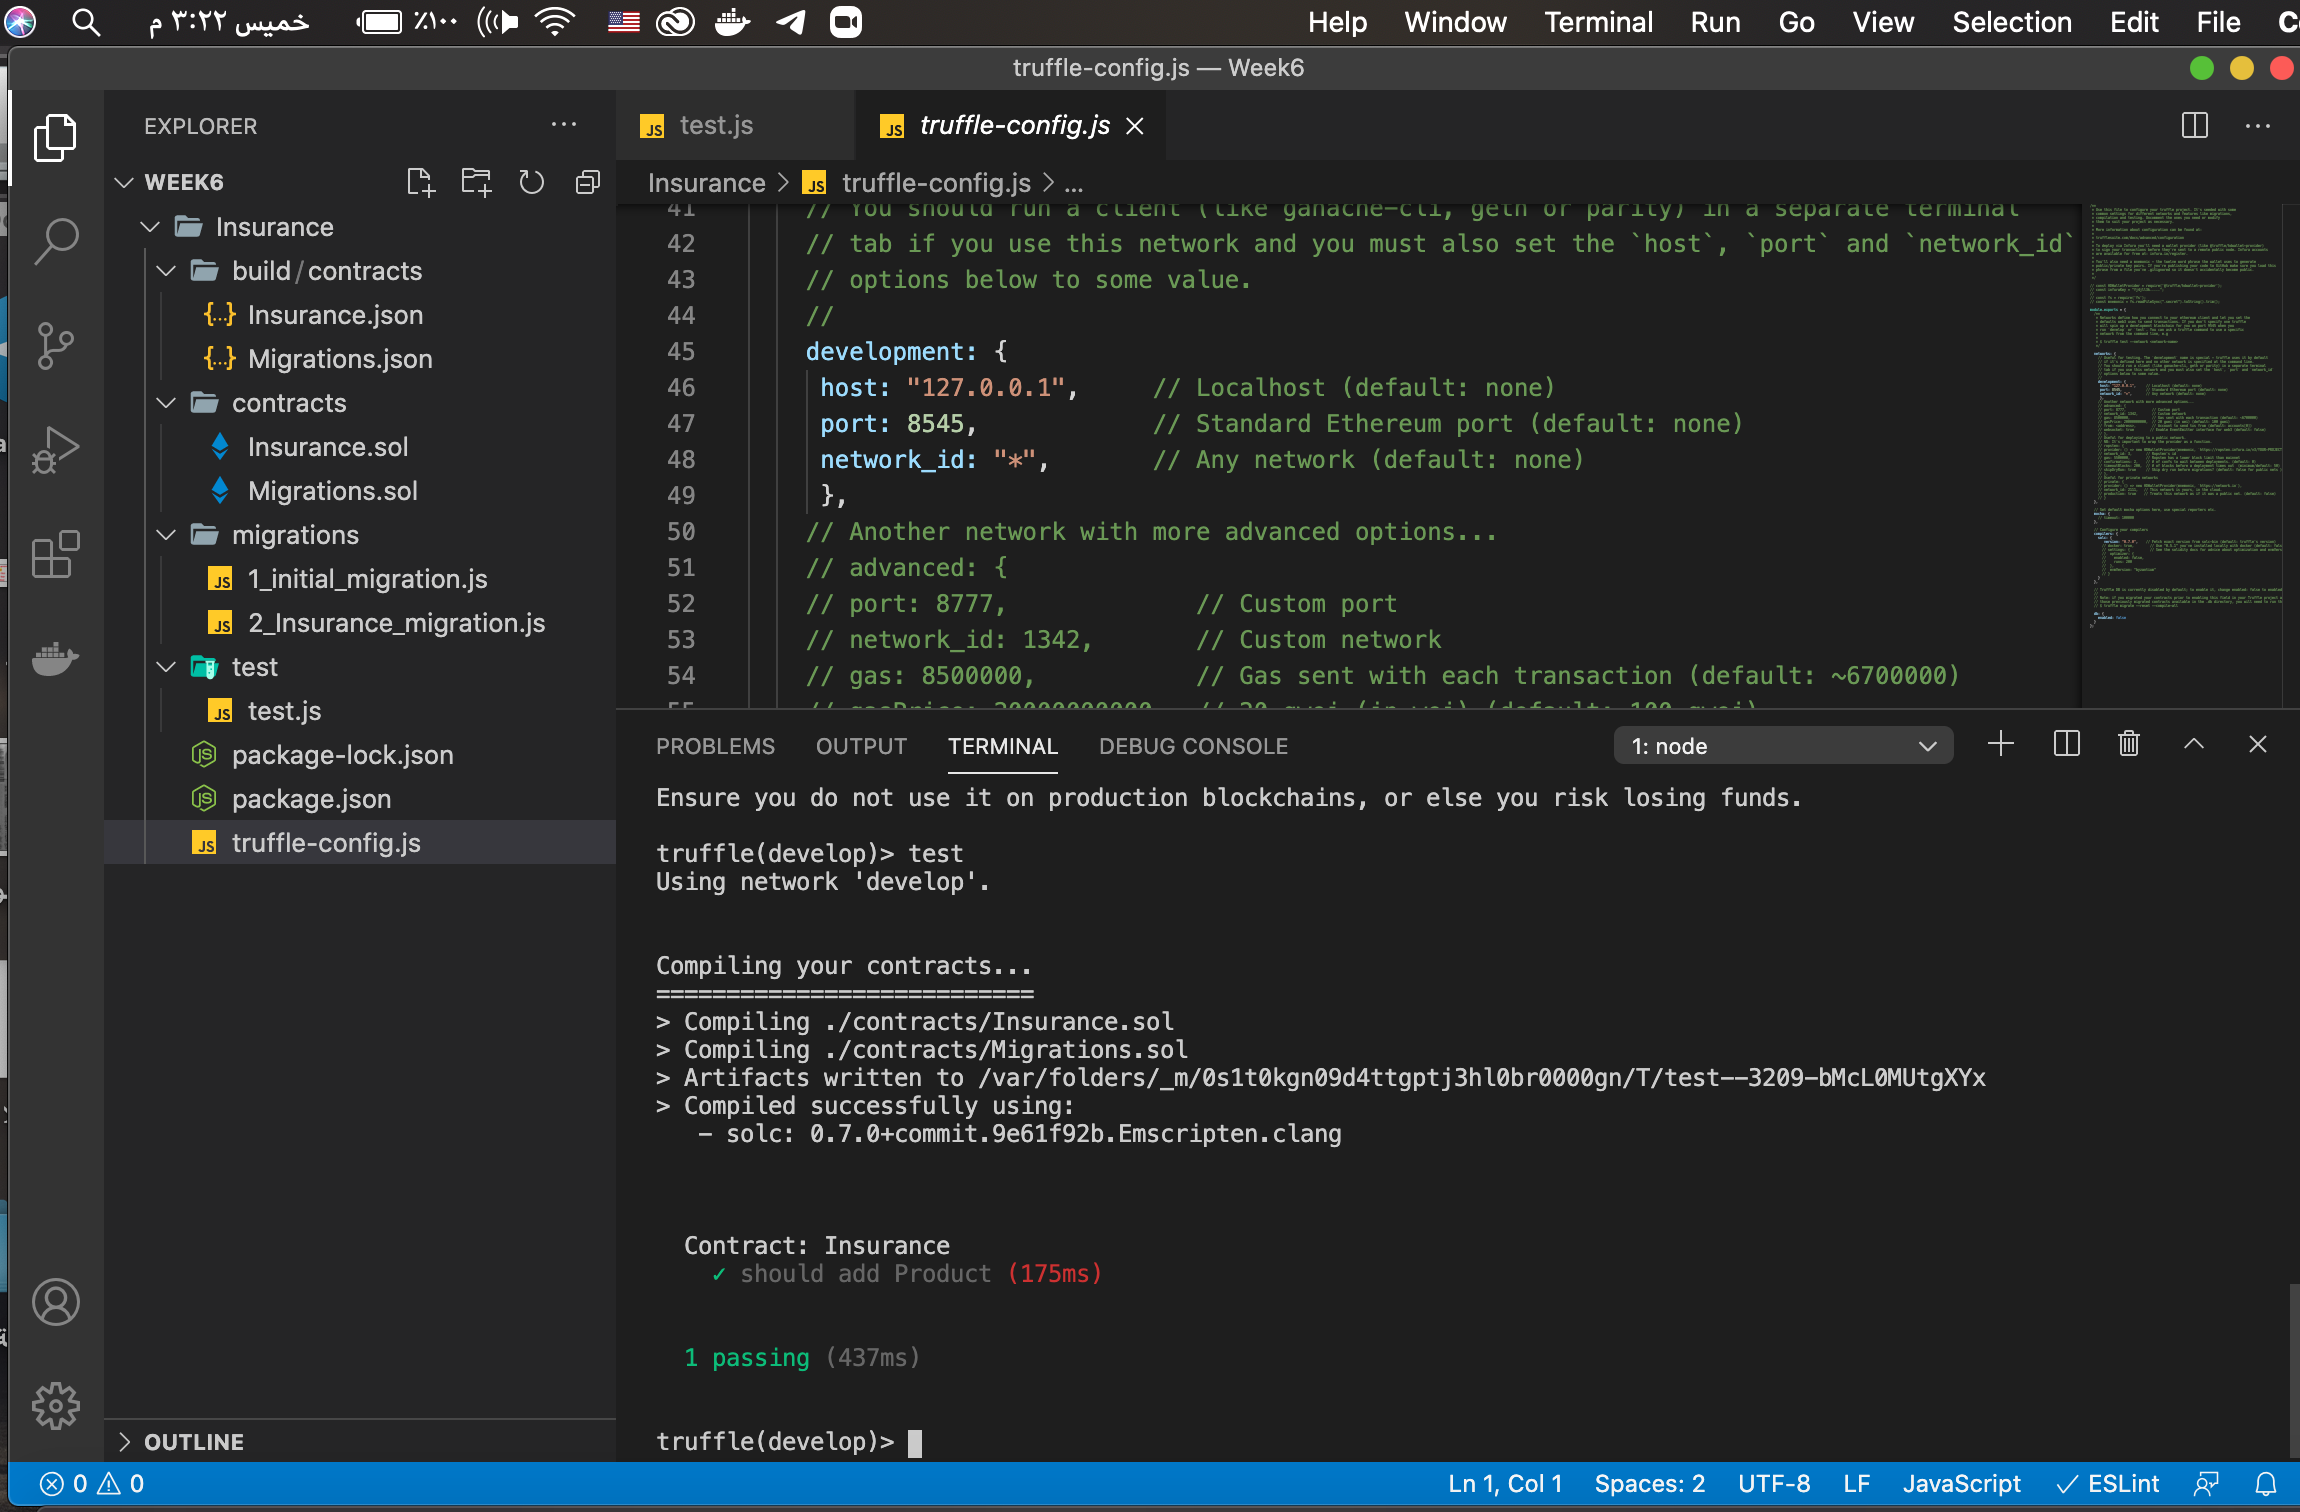 خميس ٣:٢٢ م
٪١٠٠
Help Window Terminal Run Go View Selection Edit File
truffle-config.js — Week6
EXPLORER
WEEK6
Insurance
build/contracts
Insurance.json
Migrations.json
contracts
Insurance.sol
Migrations.sol
migrations
1_initial_migration.js
2_Insurance_migration.js
test
test.js
package-lock.json
package.json
truffle-config.js
OUTLINE
test.js truffle-config.js
Insurance > truffle-config.js > ...
41 // You should run a client (like ganache-cli, geth or parity) in a separate terminal
42 // tab if you use this network and you must also set the `host`, `port` and `network_id`
43 // options below to some value.
44 //
45 development: {
46 host: "127.0.0.1", // Localhost (default: none)
47 port: 8545, // Standard Ethereum port (default: none)
48 network_id: "*", // Any network (default: none)
49 },
50 // Another network with more advanced options...
51 // advanced: {
52 // port: 8777, // Custom port
53 // network_id: 1342, // Custom network
54 // gas: 8500000, // Gas sent with each transaction (default: ~6700000)
55 // gasPrice: 20000000000, // 20 gwei (in wei) (default: 100 gwei)
PROBLEMS OUTPUT TERMINAL DEBUG CONSOLE 1: node
Ensure you do not use it on production blockchains, or else you risk losing funds.
truffle(develop)> test
Using network 'develop'.
Compiling your contracts...
===========================
> Compiling ./contracts/Insurance.sol
> Compiling ./contracts/Migrations.sol
> Artifacts written to /var/folders/_m/0s1t0kgn09d4ttgptj3hl0br0000gn/T/test--3209-bMcL0MUtgXYx
> Compiled successfully using:
- solc: 0.7.0+commit.9e61f92b.Emscripten.clang
Contract: Insurance
✓ should add Product (175ms)
1 passing (437ms)
truffle(develop)>
0 0
Ln 1, Col 1 Spaces: 2 UTF-8 LF JavaScript ✓ ESLint